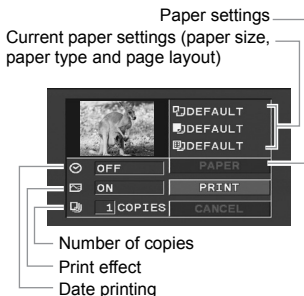 Paper settings
Current paper settings (paper size,
paper type and page layout)
DEFAULT
DEFAULT
DEFAULT
OFF
PAPER
ON
PRINT
1 COPIES
CANCEL
Number of copies
Print effect
Date printing